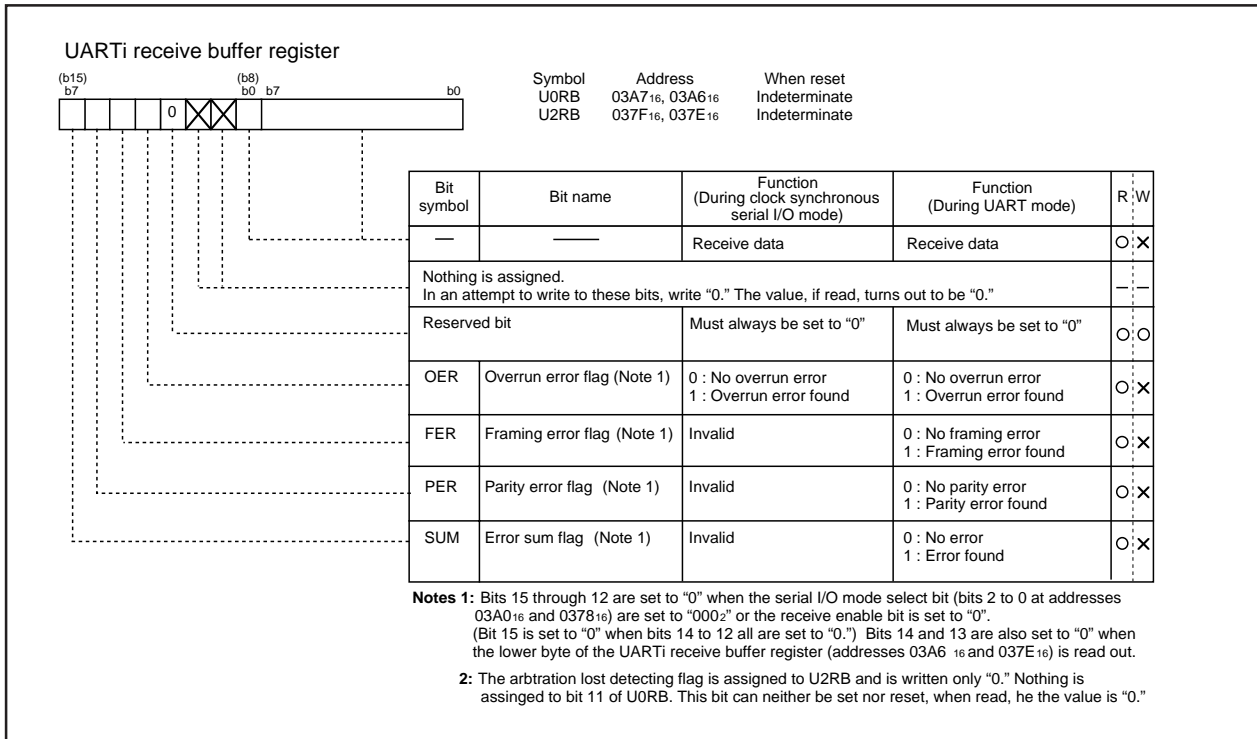 UARTi receive buffer register
(b15) (b8)
b7 b0 b7 b0
0
Symbol Address When reset
U0RB 03A716, 03A616 Indeterminate
U2RB 037F16, 037E16 Indeterminate
Bit symbol Bit name Function (During clock synchronous serial I/O mode) Function (During UART mode) R W
— —— Receive data Receive data O X
Nothing is assigned.
In an attempt to write to these bits, write “0.” The value, if read, turns out to be “0.” – –
Reserved bit Must always be set to “0” Must always be set to “0” O O
OER Overrun error flag (Note 1) 0 : No overrun error 0 : No overrun error O X
1 : Overrun error found 1 : Overrun error found
FER Framing error flag (Note 1) Invalid 0 : No framing error O X
1 : Framing error found
PER Parity error flag (Note 1) Invalid 0 : No parity error O X
1 : Parity error found
SUM Error sum flag (Note 1) Invalid 0 : No error O X
1 : Error found
Notes 1: Bits 15 through 12 are set to “0” when the serial I/O mode select bit (bits 2 to 0 at addresses
03A016 and 037816) are set to “0002” or the receive enable bit is set to “0”.
(Bit 15 is set to “0” when bits 14 to 12 all are set to “0.”) Bits 14 and 13 are also set to “0” when
the lower byte of the UARTi receive buffer register (addresses 03A6 16 and 037E16) is read out.
2: The arbtration lost detecting flag is assigned to U2RB and is written only “0.” Nothing is
assinged to bit 11 of U0RB. This bit can neither be set nor reset, when read, he the value is “0.”